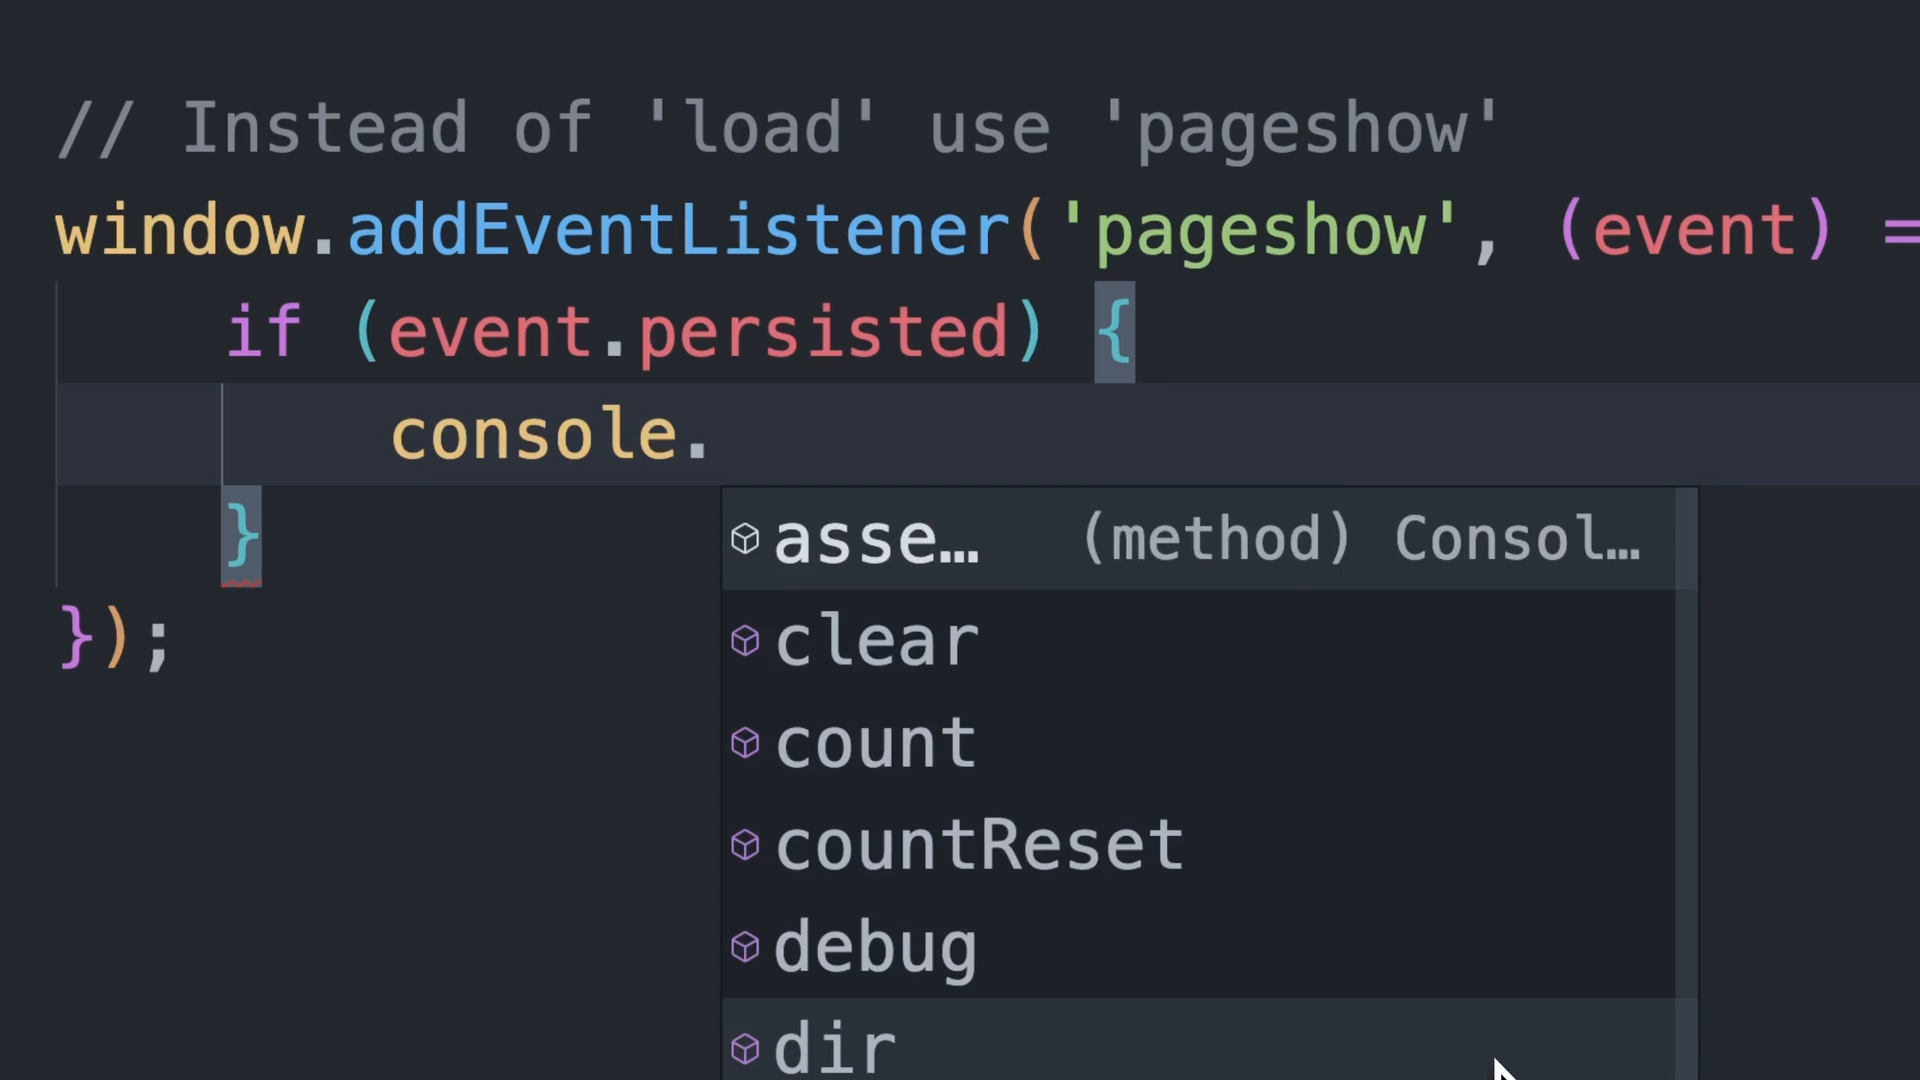 // Instead of 'load' use 'pageshow'
window.addEventListener('pageshow', (event) =
if (event.persisted) {
console.
}
asse… (method) Consol…
clear
});
count
countReset
debug
dir